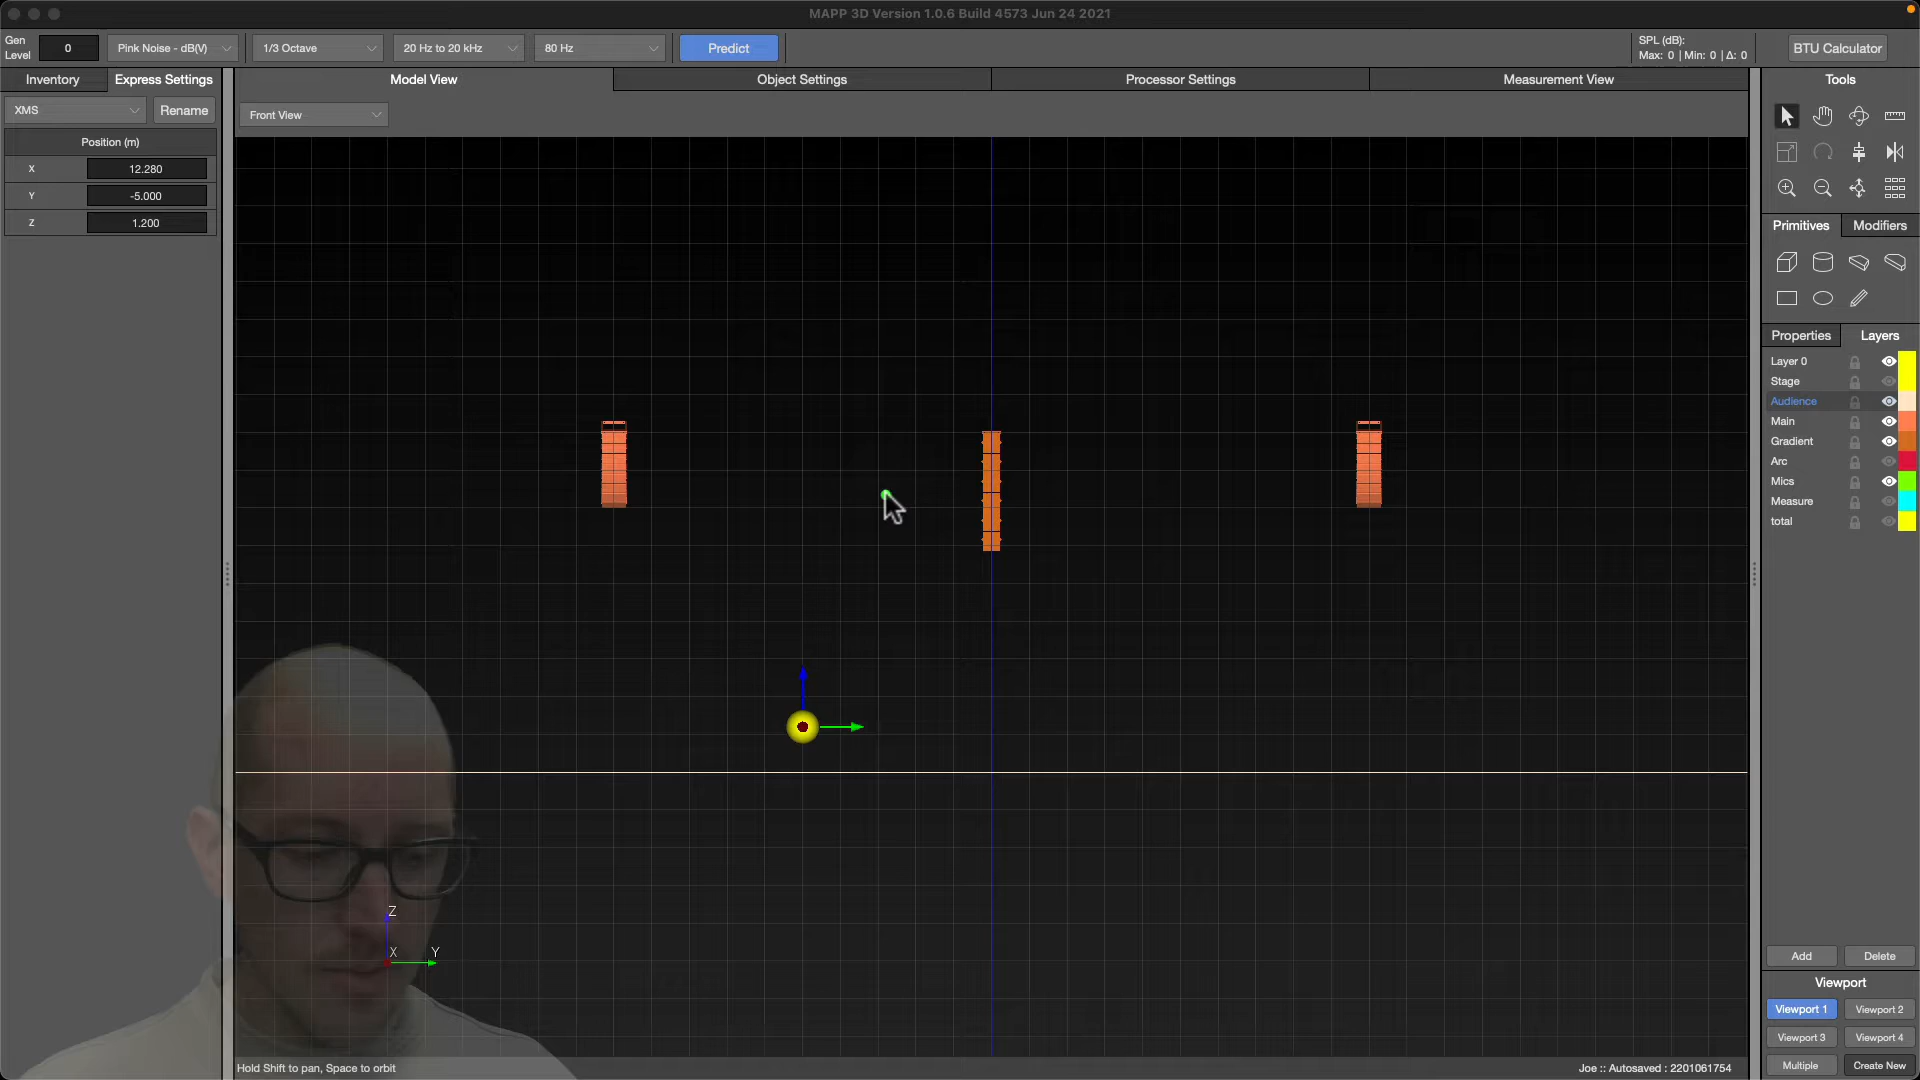 MAPP 3D Version 1.0.6 Build 4573 Jun 24 2021
Gen Level
0
Pink Noise - dB(V)
1/3 Octave
20 Hz to 20 kHz
80 Hz
Predict
SPL (dB):
Max: 0 | Min: 0 | Δ: 0
BTU Calculator
Inventory
Express Settings
Model View
Object Settings
Processor Settings
Measurement View
Tools
XMS
Rename
Front View
Position (m)
X 12.280
Y -5.000
Z 1.200
Primitives
Modifiers
Properties
Layers
Layer 0
Stage
Audience
Main
Gradient
Arc
Mics
Measure
total
Z
X
Y
Add
Delete
Viewport
Viewport 1
Viewport 2
Viewport 3
Viewport 4
Multiple
Create New
Hold Shift to pan, Space to orbit
Joe :: Autosaved : 2201061754